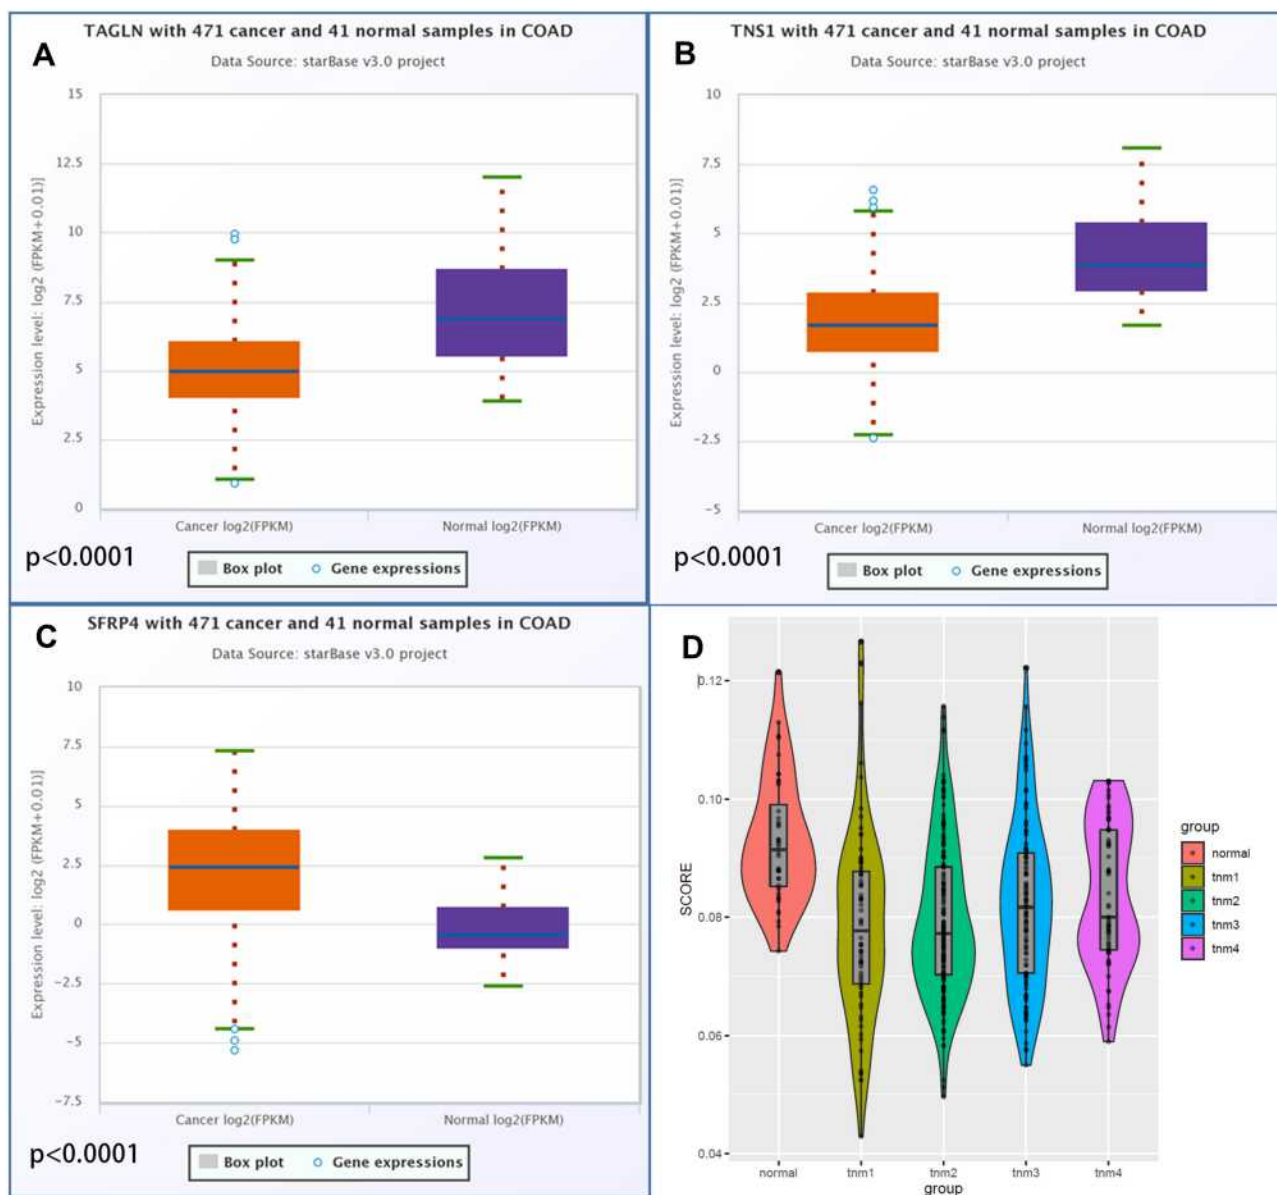 A
TAGLN with 471 cancer and 41 normal samples in COAD
Data Source: starBase v3.0 project
Expression level: log2 (FPKM+0.01)]
15
12.5
10
7.5
5
2.5
0
Cancer log2(FPKM)
Normal log2(FPKM)
p<0.0001
Box plot
Gene expressions
B
TNS1 with 471 cancer and 41 normal samples in COAD
Data Source: starBase v3.0 project
Expression level: log2 (FPKM+0.01)]
10
7.5
5
2.5
0
−2.5
−5
Cancer log2(FPKM)
Normal log2(FPKM)
p<0.0001
Box plot
Gene expressions
C
SFRP4 with 471 cancer and 41 normal samples in COAD
Data Source: starBase v3.0 project
Expression level: log2 (FPKM+0.01)]
10
7.5
5
2.5
0
−2.5
−5
−7.5
Cancer log2(FPKM)
Normal log2(FPKM)
p<0.0001
Box plot
Gene expressions
D
SCORE
0.12
0.10
0.08
0.06
0.04
normal
tnm1
tnm2
tnm3
tnm4
group
group
normal
tnm1
tnm2
tnm3
tnm4